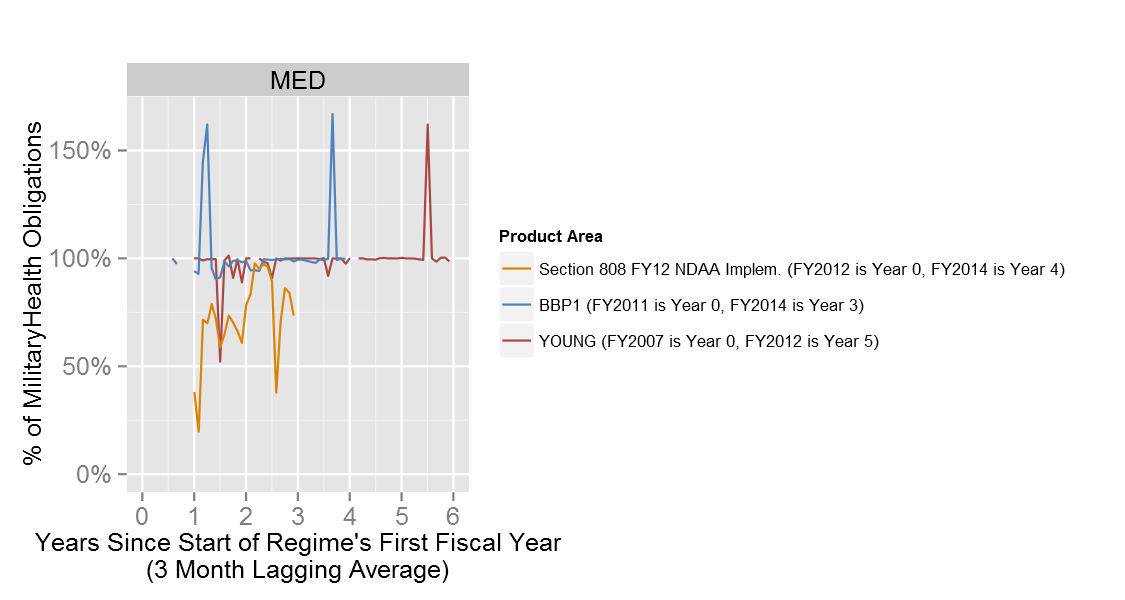 MED
% of MilitaryHealth Obligations
150%
100%
50%
0%
0 1 2 3 4 5 6
Years Since Start of Regime's First Fiscal Year
(3 Month Lagging Average)
Product Area
Section 808 FY12 NDAA Implem. (FY2012 is Year 0, FY2014 is Year 4)
BBP1 (FY2011 is Year 0, FY2014 is Year 3)
YOUNG (FY2007 is Year 0, FY2012 is Year 5)